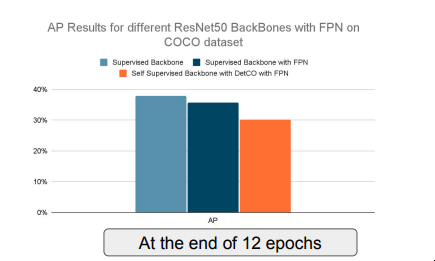 AP Results for different ResNet50 BackBones with FPN on
COCO dataset
Supervised Backbone
Supervised Backbone with FPN
Self Supervised Backbone with DetCO with FPN
40%
30%
20%
10%
0%
AP
At the end of 12 epochs